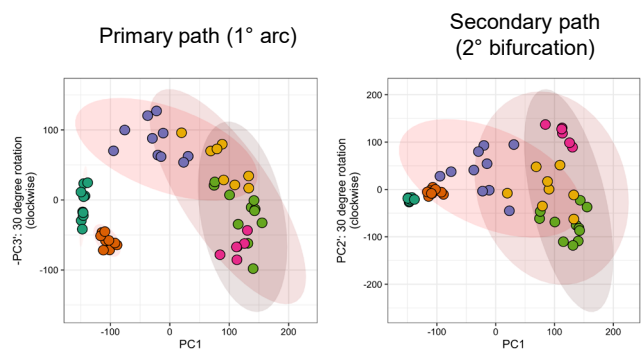 Primary path (1° arc)
Secondary path
(2° bifurcation)
-PC3': 30 degree rotation
(clockwise)
100
0
-100
-100
0
100
200
PC1
PC2': 30 degree rotation
(clockwise)
200
100
0
-100
-200
-100
0
100
200
PC1